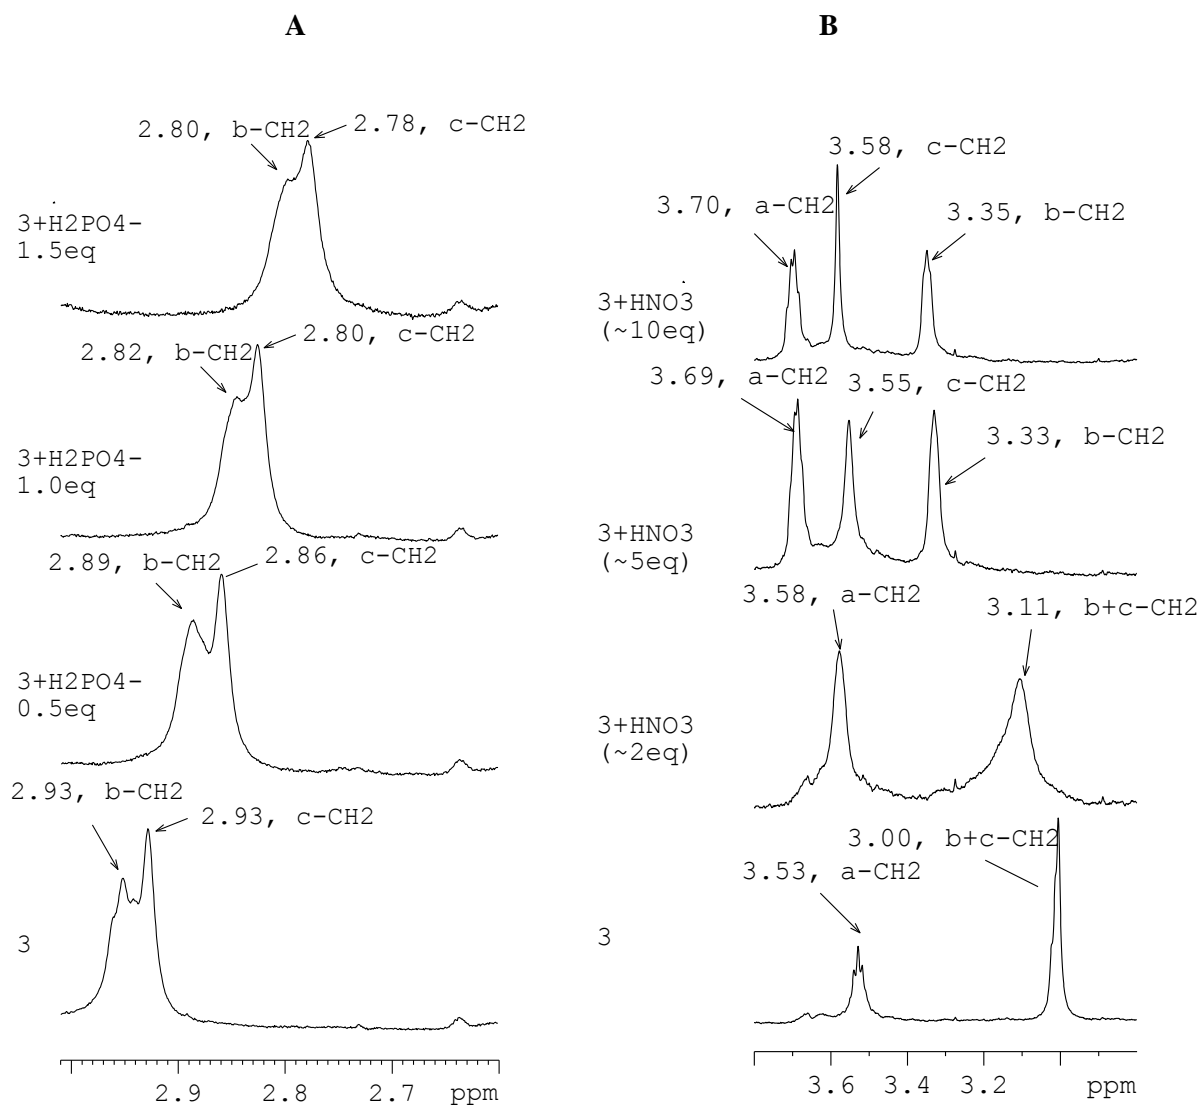 A
2.80, b-CH2
2.78, c-CH2
3+H2PO4-
1.5eq
2.82, b-CH2
2.80, c-CH2
3+H2PO4-
1.0eq
2.89, b-CH2
2.86, c-CH2
3+H2PO4-
0.5eq
2.93, b-CH2
2.93, c-CH2
3
2.9 2.8 2.7 ppm
B
3.58, c-CH2
3.70, a-CH2
3.35, b-CH2
3+HNO3
(~10eq)
3.69, a-CH2
3.55, c-CH2
3.33, b-CH2
3+HNO3
(~5eq)
3.58, a-CH2
3.11, b+c-CH2
3+HNO3
(~2eq)
3.00, b+c-CH2
3.53, a-CH2
3
3.6 3.4 3.2 ppm